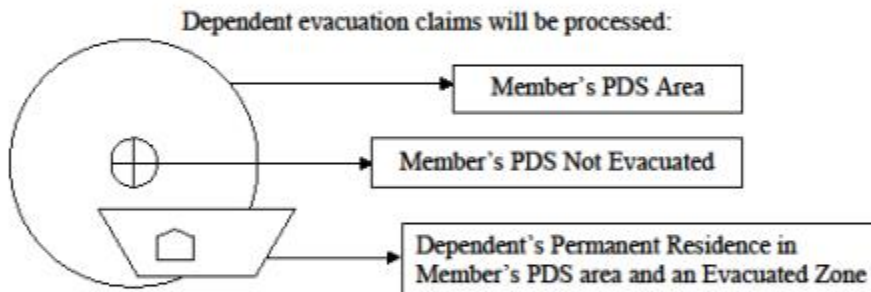 Dependent evacuation claims will be processed:
Member's PDS Area
Member's PDS Not Evacuated
Dependent's Permanent Residence in
Member's PDS area and an Evacuated Zone